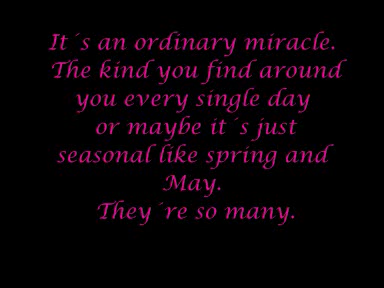 It´s an ordinary miracle.
The kind you find around
you every single day
or maybe it´s just
seasonal like spring and
May.
They´re so many.